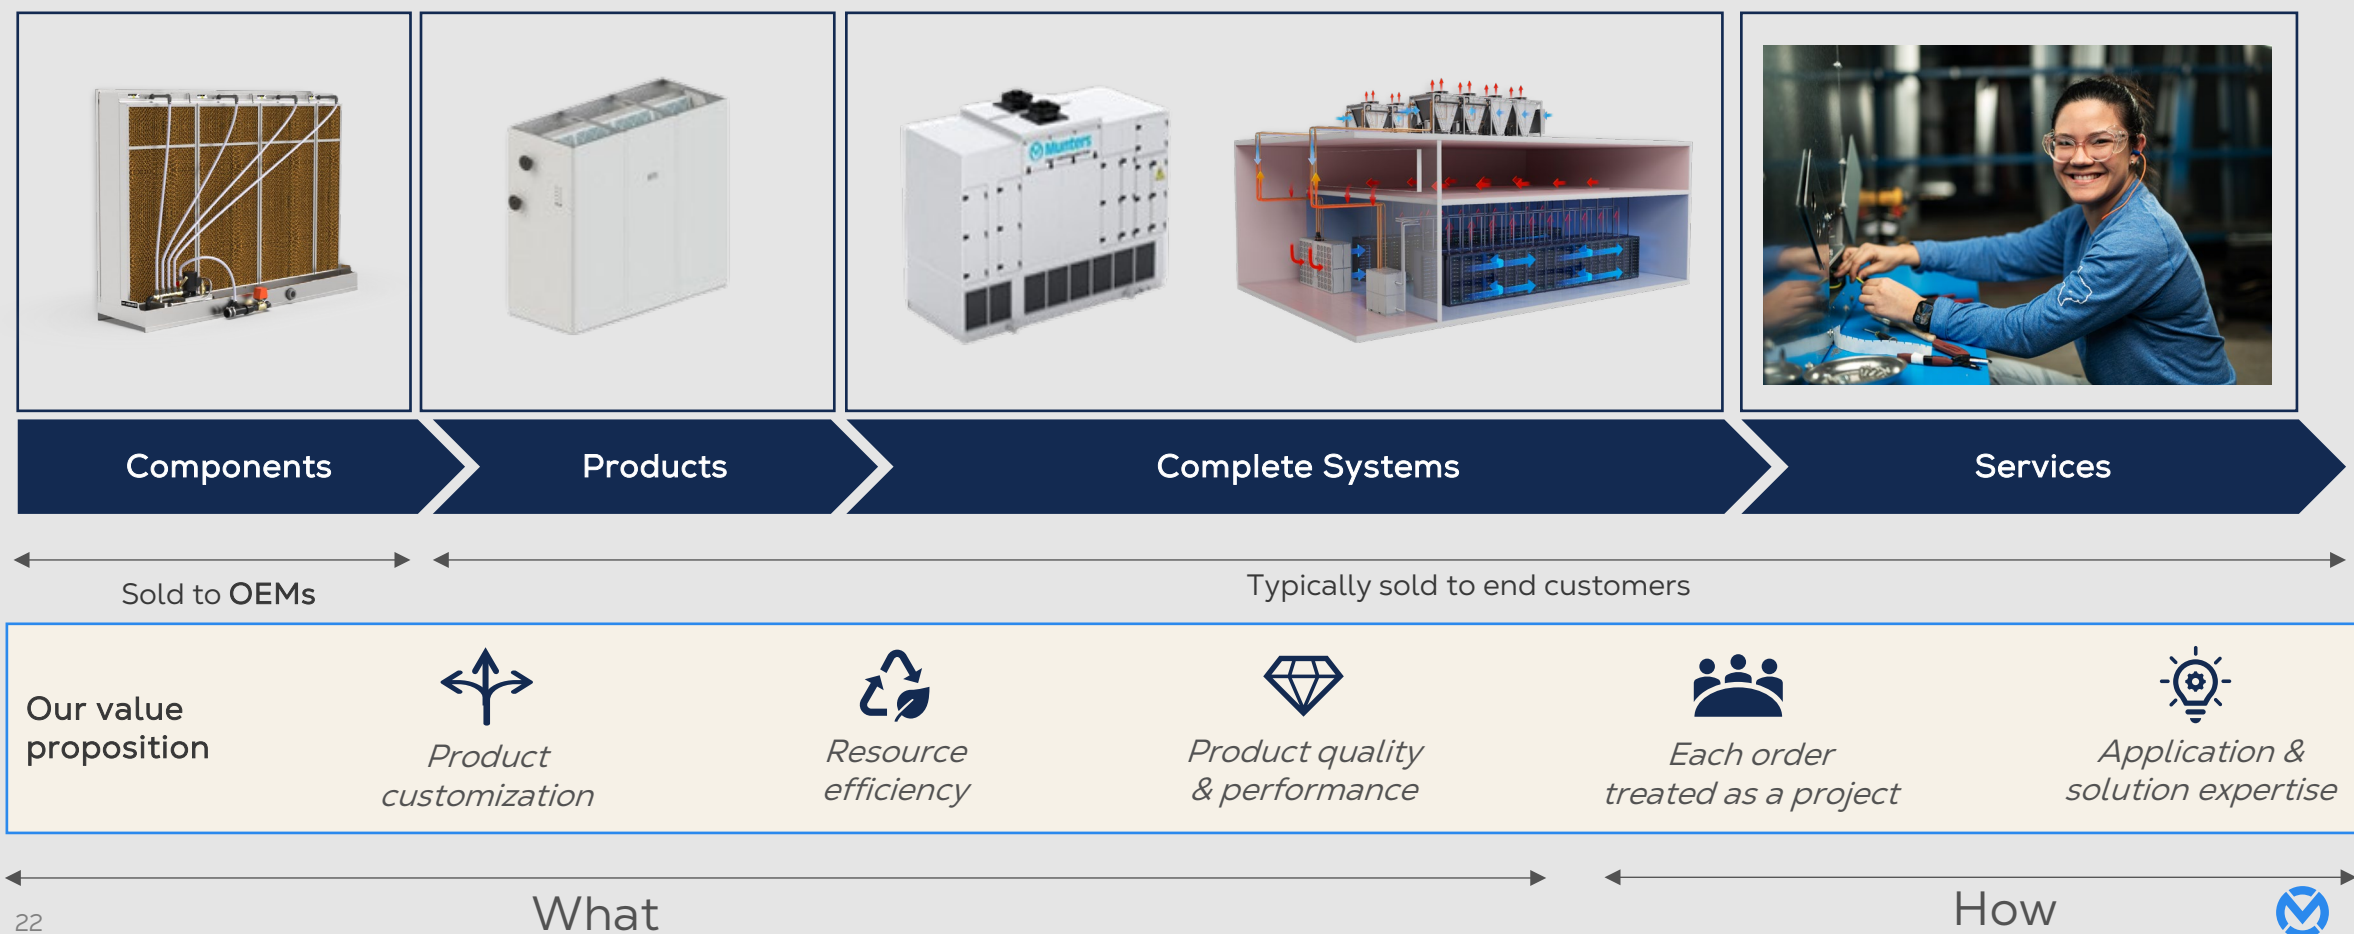 Munters
Components
Products
Complete Systems
Services
Sold to OEMs
Typically sold to end customers
Our value
proposition
Product
customization
Resource
efficiency
Product quality
& performance
Each order
treated as a project
Application &
solution expertise
What
How
22